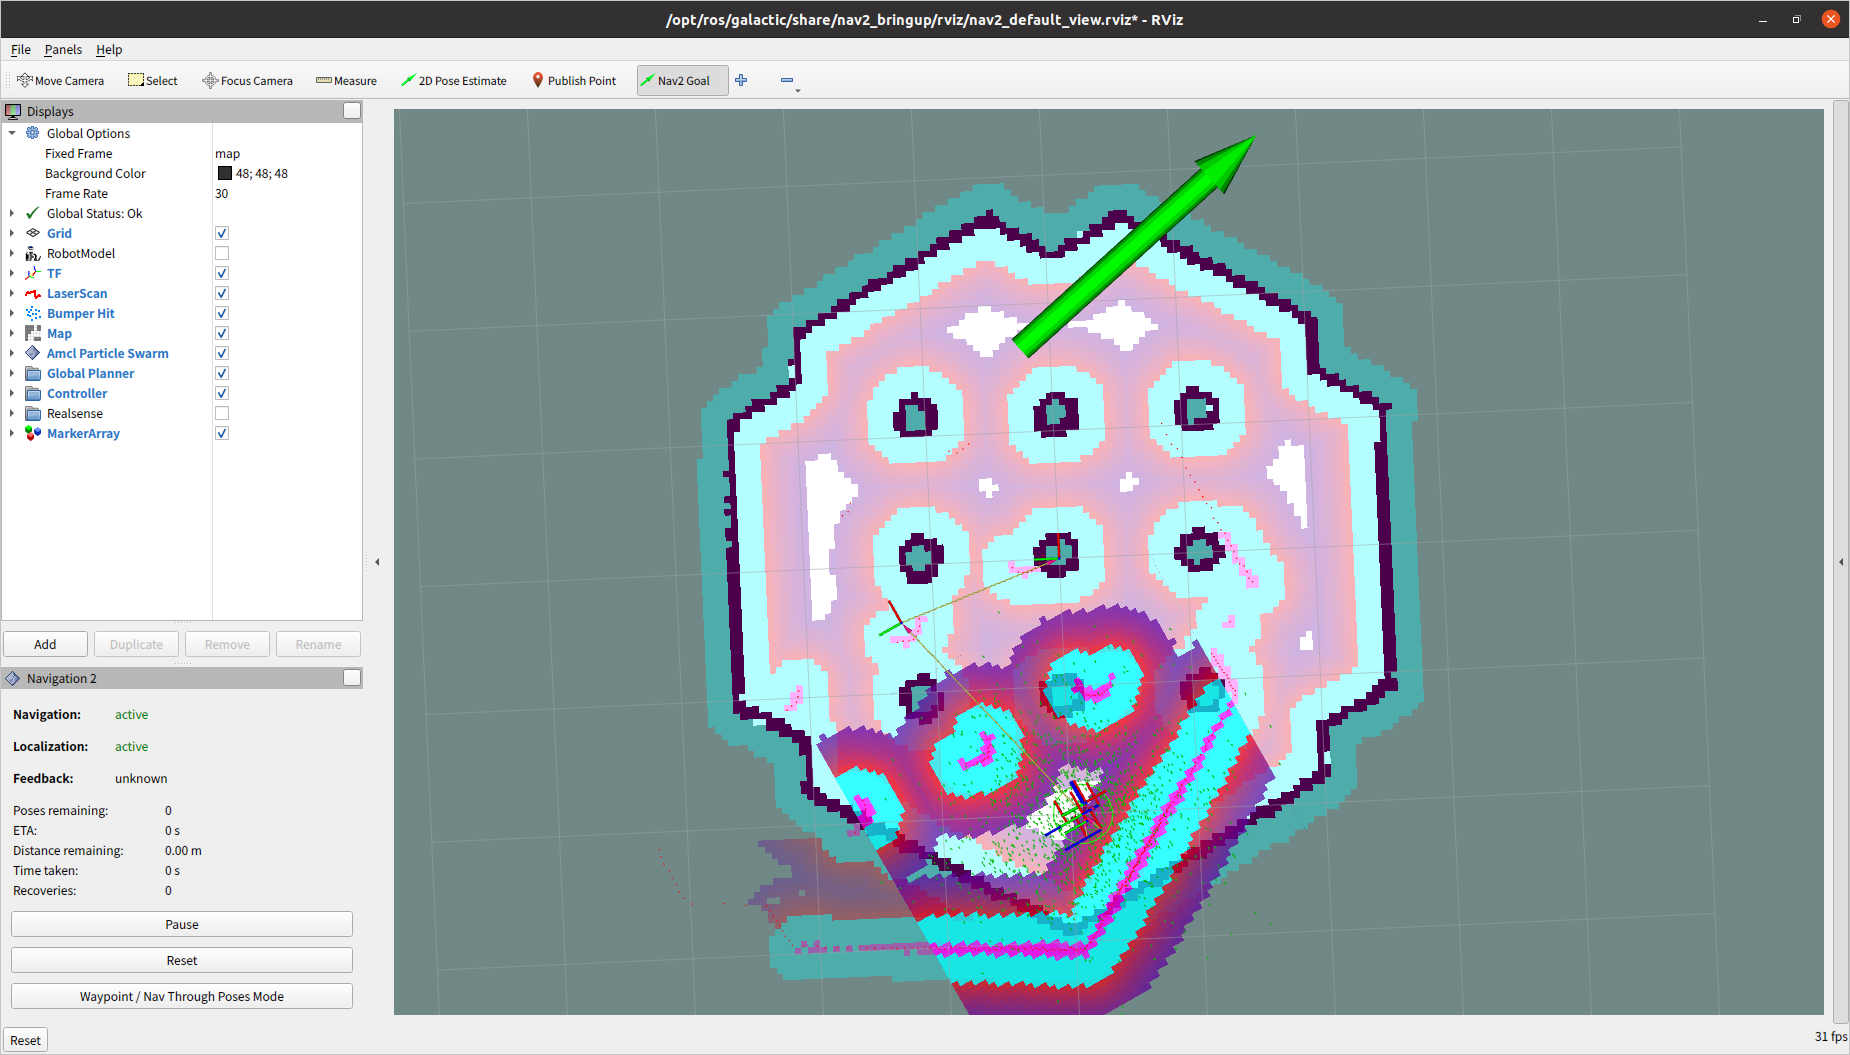 /opt/ros/galactic/share/nav2_bringup/rviz/nav2_default_view.rviz* - RViz
File Panels Help
Move Camera Select Focus Camera Measure 2D Pose Estimate Publish Point Nav2 Goal
Displays
Global Options
Fixed Frame map
Background Color 48; 48; 48
Frame Rate 30
Global Status: Ok
Grid
RobotModel
TF
LaserScan
Bumper Hit
Map
Amcl Particle Swarm
Global Planner
Controller
Realsense
MarkerArray
Add Duplicate Remove Rename
Navigation 2
Navigation: active
Localization: active
Feedback: unknown
Poses remaining: 0
ETA: 0 s
Distance remaining: 0.00 m
Time taken: 0 s
Recoveries: 0
Pause
Reset
Waypoint / Nav Through Poses Mode
Reset 31 fps